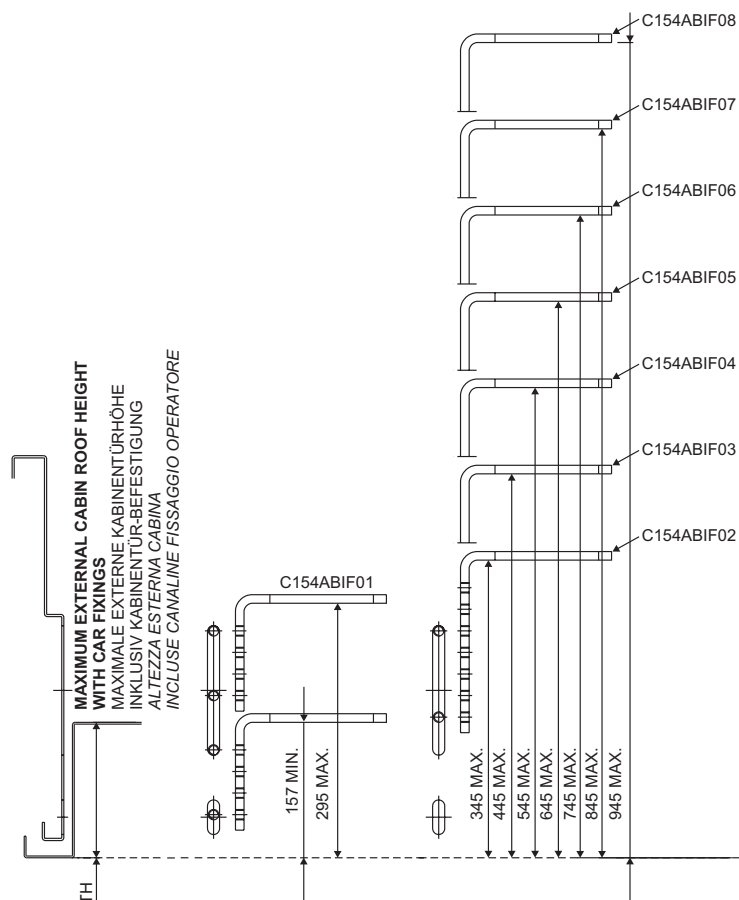 C154ABIF08
C154ABIF07
C154ABIF06
C154ABIF05
C154ABIF04
C154ABIF03
C154ABIF02
C154ABIF01
MAXIMUM EXTERNAL CABIN ROOF HEIGHT
WITH CAR FIXINGS
MAXIMALE EXTERNE KABINENTÜRHÖHE
INKLUSIV KABINENTÜR-BEFESTIGUNG
ALTEZZA ESTERNA CABINA
INCLUSE CANALINE FISSAGGIO OPERATORE
157 MIN.
295 MAX.
345 MAX.
445 MAX.
545 MAX.
645 MAX.
745 MAX.
845 MAX.
945 MAX.
TH